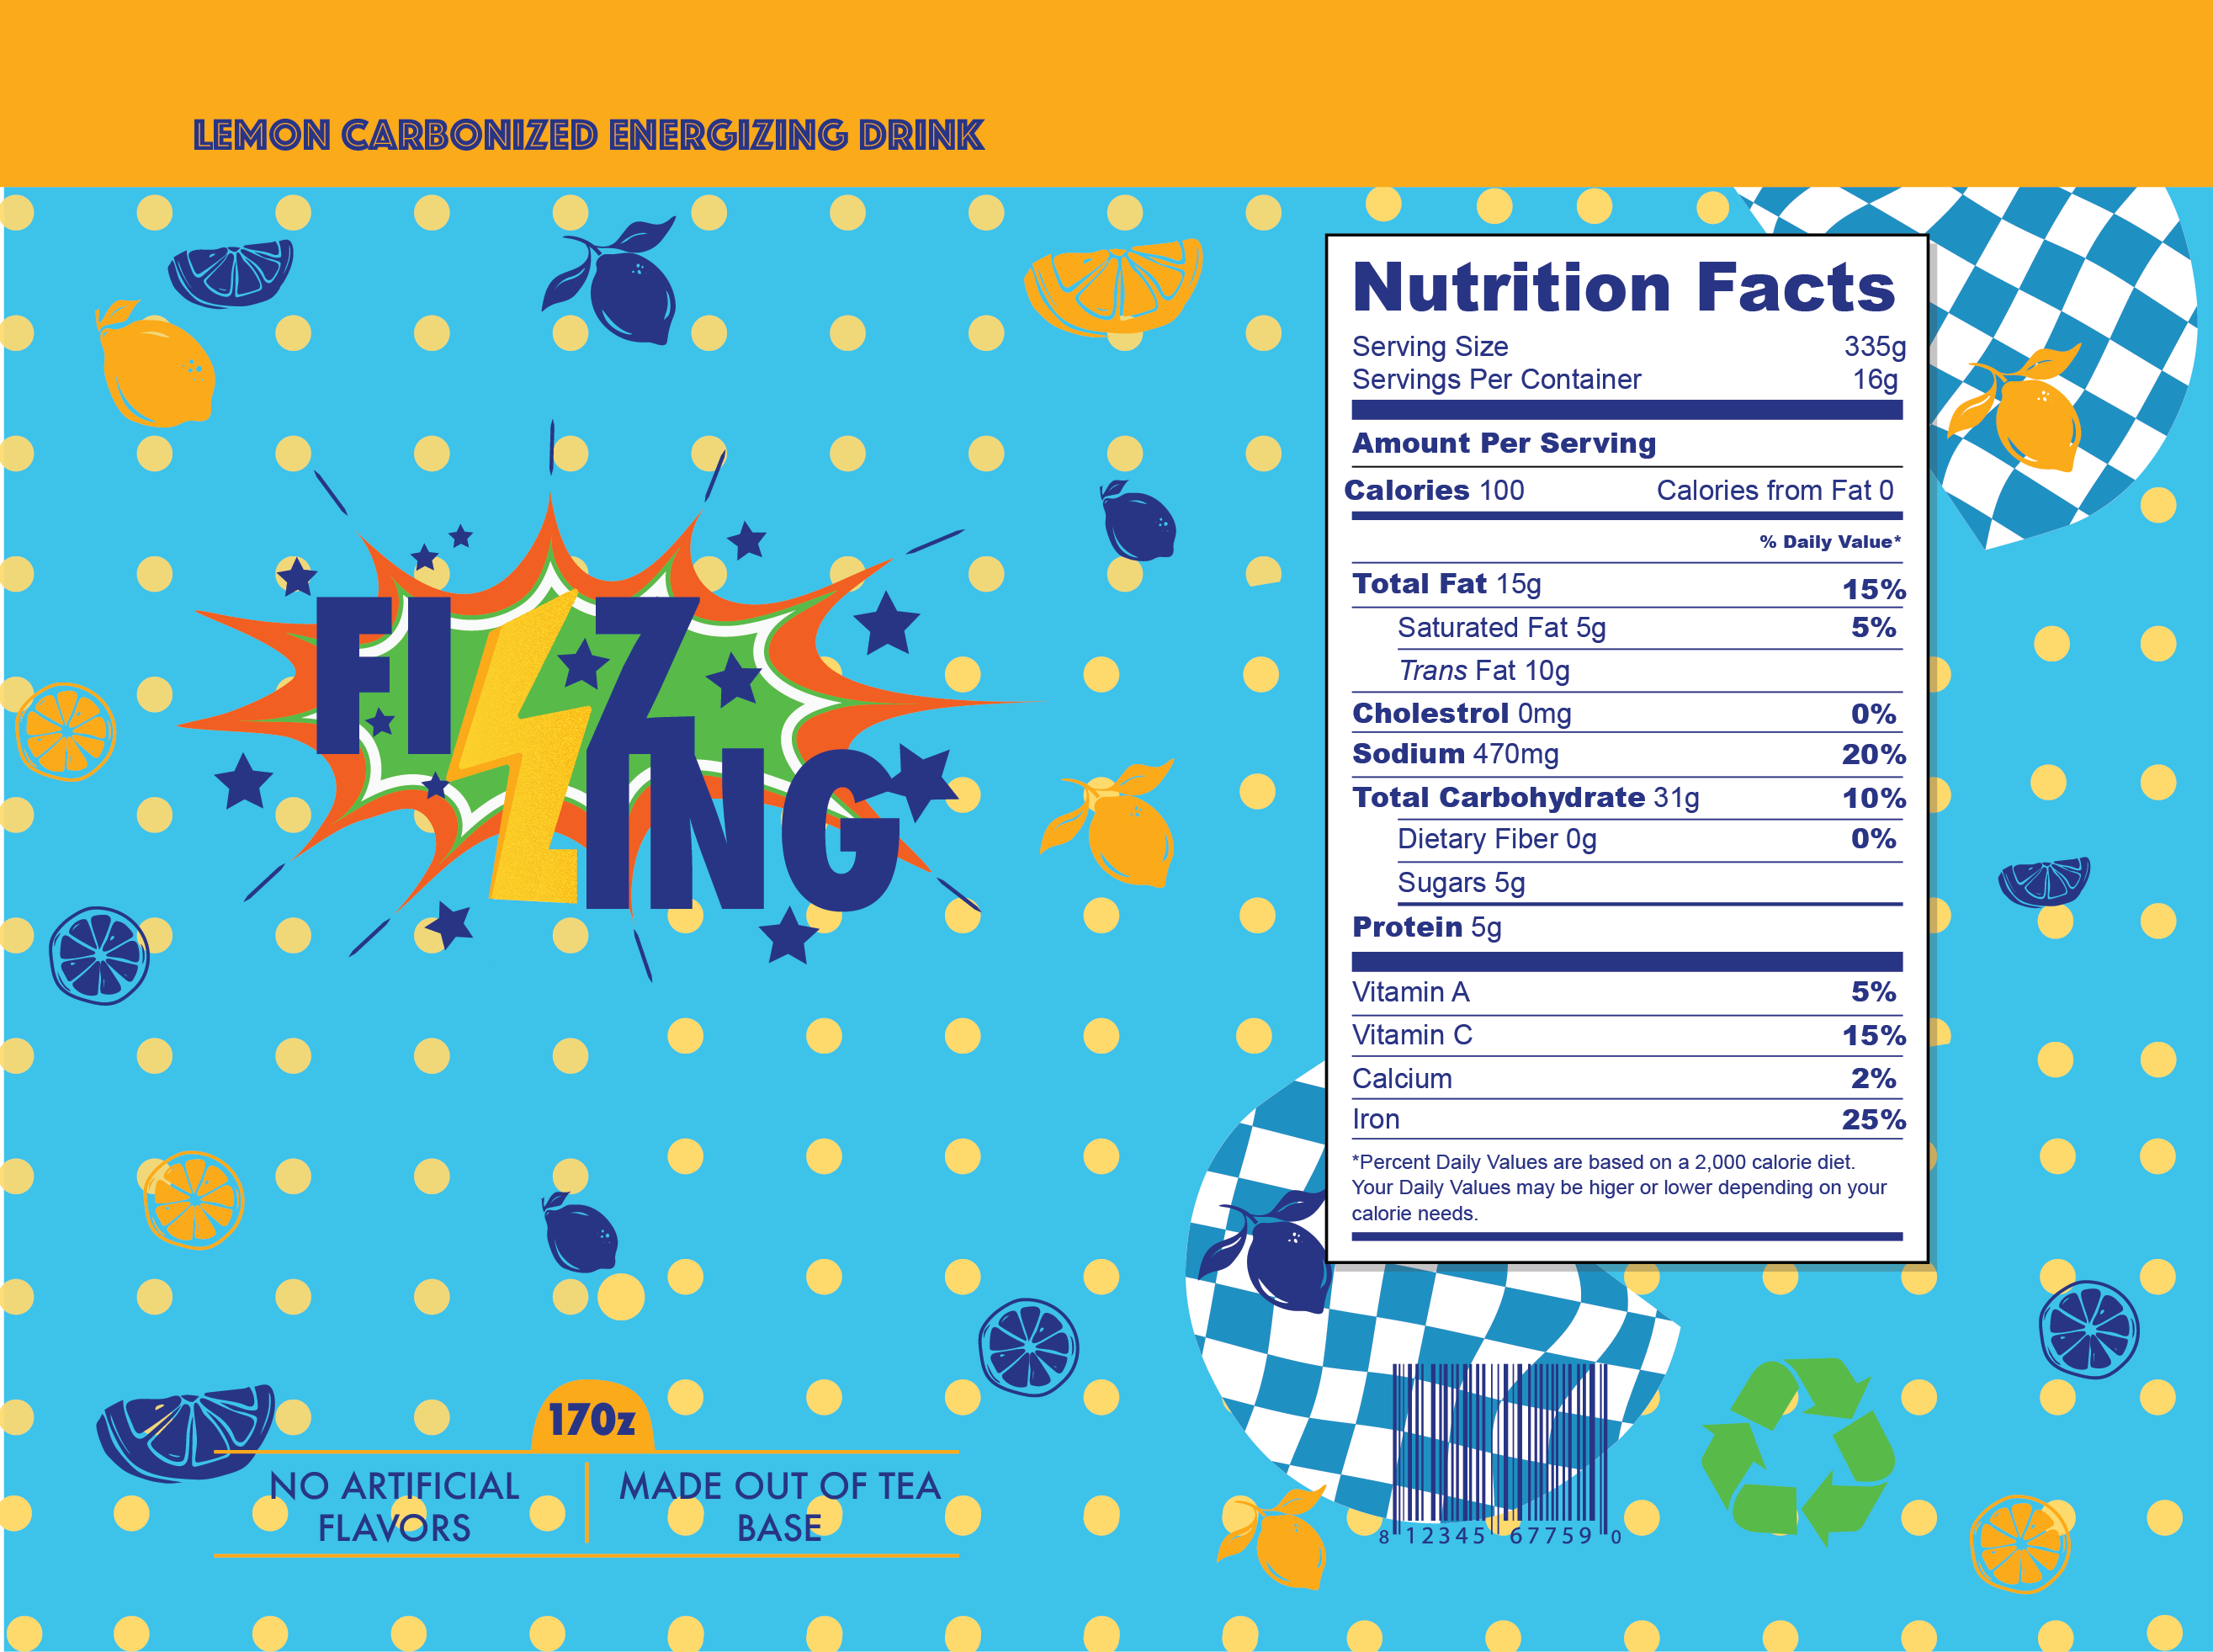 LEMON CARBONIZED ENERGIZING DRINK
FIZZ
ING
170z
NO ARTIFICIAL
FLAVORS
MADE OUT OF TEA
BASE
Nutrition Facts
Serving Size 335g
Servings Per Container 16g
Amount Per Serving
Calories 100 Calories from Fat 0
% Daily Value*
Total Fat 15g 15%
Saturated Fat 5g 5%
Trans Fat 10g
Cholestrol 0mg 0%
Sodium 470mg 20%
Total Carbohydrate 31g 10%
Dietary Fiber 0g 0%
Sugars 5g
Protein 5g
Vitamin A 5%
Vitamin C 15%
Calcium 2%
Iron 25%
*Percent Daily Values are based on a 2,000 calorie diet.
Your Daily Values may be higer or lower depending on your
calorie needs.
8 12345 67759 0